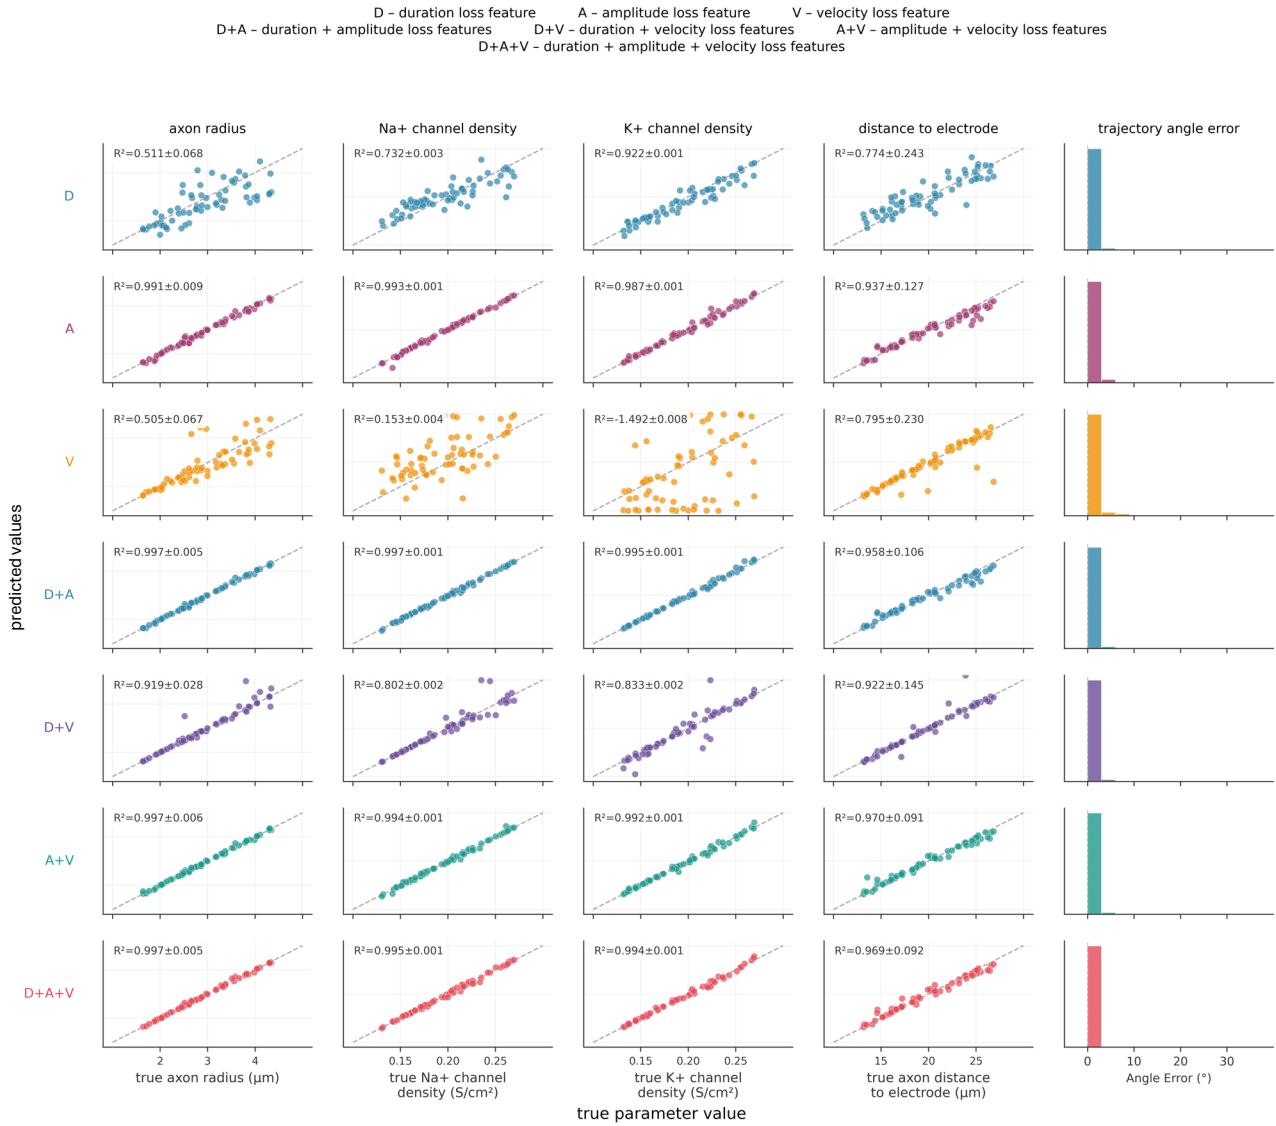 D – duration loss feature A – amplitude loss feature V – velocity loss feature
D+A – duration + amplitude loss features D+V – duration + velocity loss features A+V – amplitude + velocity loss features
D+A+V – duration + amplitude + velocity loss features
axon radius Na+ channel density K+ channel density distance to electrode trajectory angle error
D R²=0.511±0.068 R²=0.732±0.003 R²=0.922±0.001 R²=0.774±0.243
A R²=0.991±0.009 R²=0.993±0.001 R²=0.987±0.001 R²=0.937±0.127
V R²=0.505±0.067 R²=0.153±0.004 R²=-1.492±0.008 R²=0.795±0.230
predicted values
D+A R²=0.997±0.005 R²=0.997±0.001 R²=0.995±0.001 R²=0.958±0.106
D+V R²=0.919±0.028 R²=0.802±0.002 R²=0.833±0.002 R²=0.922±0.145
A+V R²=0.997±0.006 R²=0.994±0.001 R²=0.992±0.001 R²=0.970±0.091
D+A+V R²=0.997±0.005 R²=0.995±0.001 R²=0.994±0.001 R²=0.969±0.092
2 3 4 0.15 0.20 0.25 0.15 0.20 0.25 15 20 25 0 10 20 30
true axon radius (μm) true Na+ channel true K+ channel true axon distance Angle Error (°)
density (S/cm²) density (S/cm²) to electrode (μm)
true parameter value